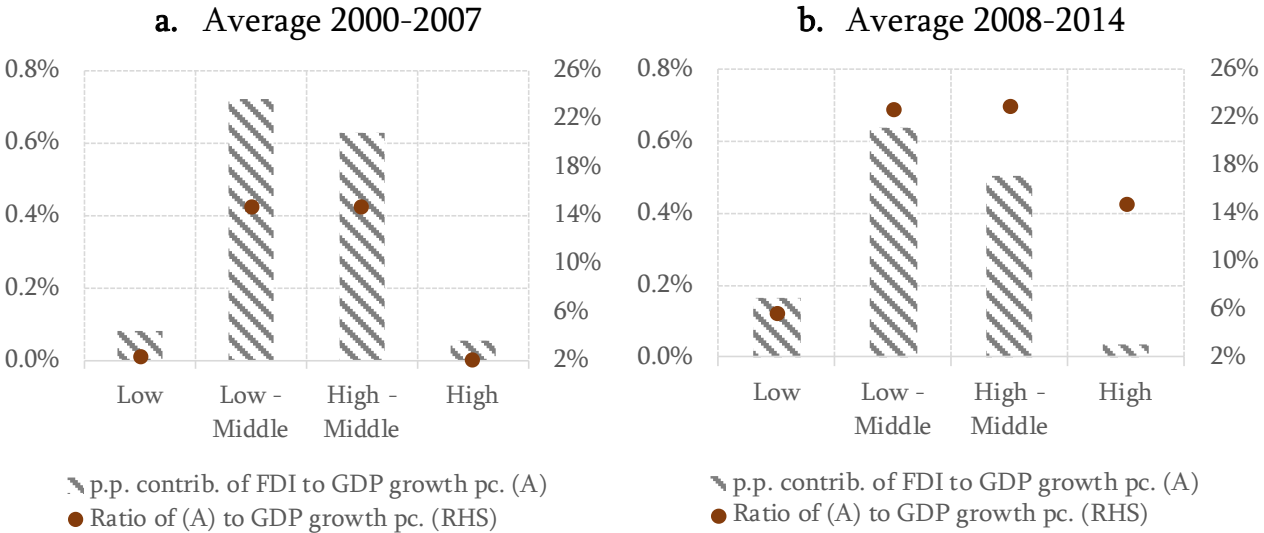 a. Average 2000-2007
0.8%
0.6%
0.4%
0.2%
0.0%
26%
22%
18%
14%
10%
6%
2%
Low
Low -
Middle
High -
Middle
High
p.p. contrib. of FDI to GDP growth pc. (A)
Ratio of (A) to GDP growth pc. (RHS)
b. Average 2008-2014
0.8%
0.6%
0.4%
0.2%
0.0%
26%
22%
18%
14%
10%
6%
2%
Low
Low -
Middle
High -
Middle
High
p.p. contrib. of FDI to GDP growth pc. (A)
Ratio of (A) to GDP growth pc. (RHS)